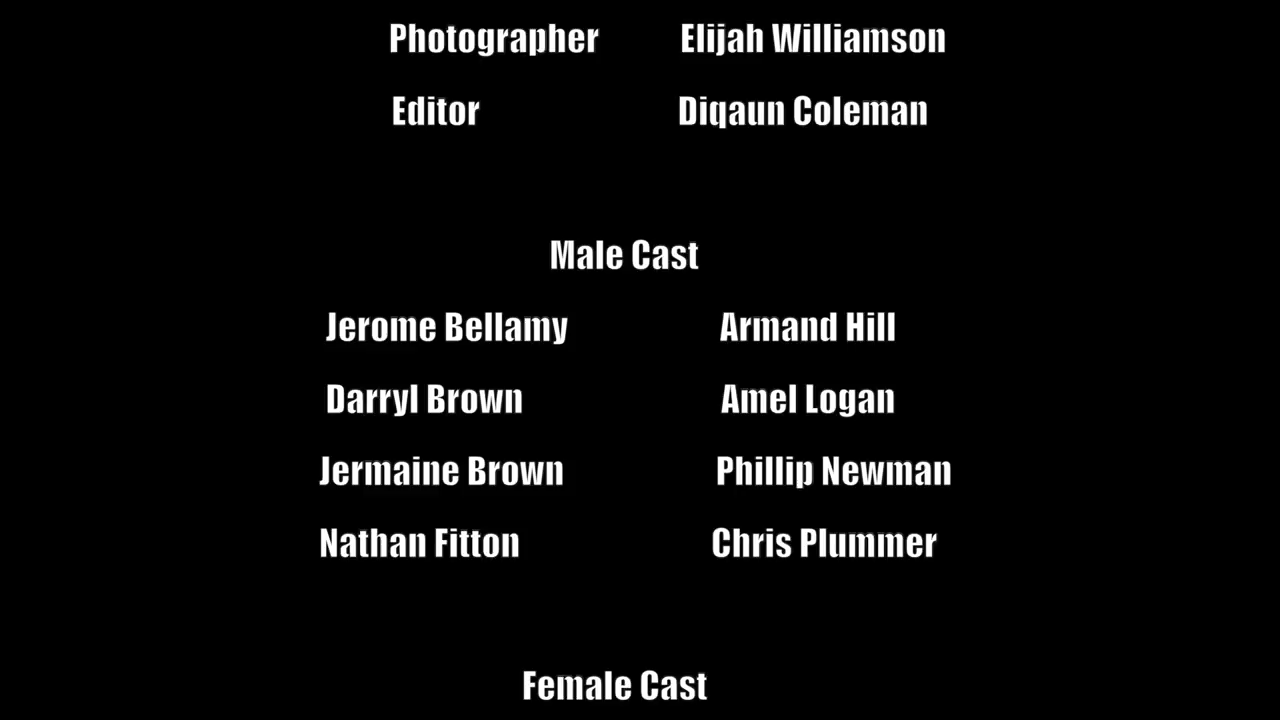 Photographer Elijah Williamson
Editor Diqaun Coleman
Male Cast
Jerome Bellamy Armand Hill
Darryl Brown Amel Logan
Jermaine Brown Phillip Newman
Nathan Fitton Chris Plummer
Female Cast